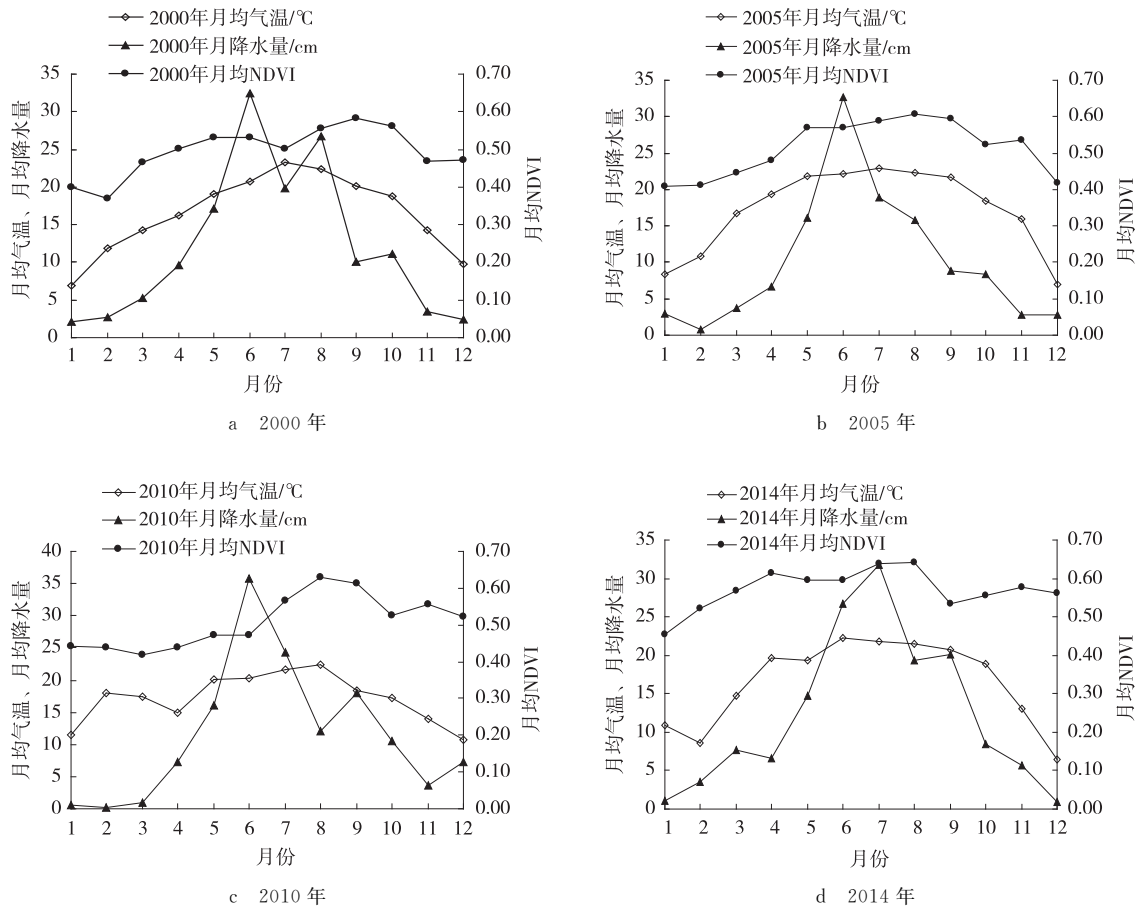 2000年月均气温/℃
2000年月降水量/cm
2000年月均NDVI
月均气温、月均降水量
35
30
25
20
15
10
5
0
0.70
0.60
0.50
0.40
0.30
0.20
0.10
0.00
月均NDVI
1 2 3 4 5 6 7 8 9 10 11 12
月份
a 2000 年
2005年月均气温/℃
2005年月降水量/cm
2005年月均NDVI
月均气温、月均降水量
35
30
25
20
15
10
5
0
0.70
0.60
0.50
0.40
0.30
0.20
0.10
0.00
月均NDVI
1 2 3 4 5 6 7 8 9 10 11 12
月份
b 2005 年
2010年月均气温/℃
2010年月降水量/cm
2010年月均NDVI
月均气温、月均降水量
40
35
30
25
20
15
10
5
0
0.70
0.60
0.50
0.40
0.30
0.20
0.10
0.00
月均NDVI
1 2 3 4 5 6 7 8 9 10 11 12
月份
c 2010 年
2014年月均气温/℃
2014年月降水量/cm
2014年月均NDVI
月均气温、月均降水量
35
30
25
20
15
10
5
0
0.70
0.60
0.50
0.40
0.30
0.20
0.10
0.00
月均NDVI
1 2 3 4 5 6 7 8 9 10 11 12
月份
d 2014 年